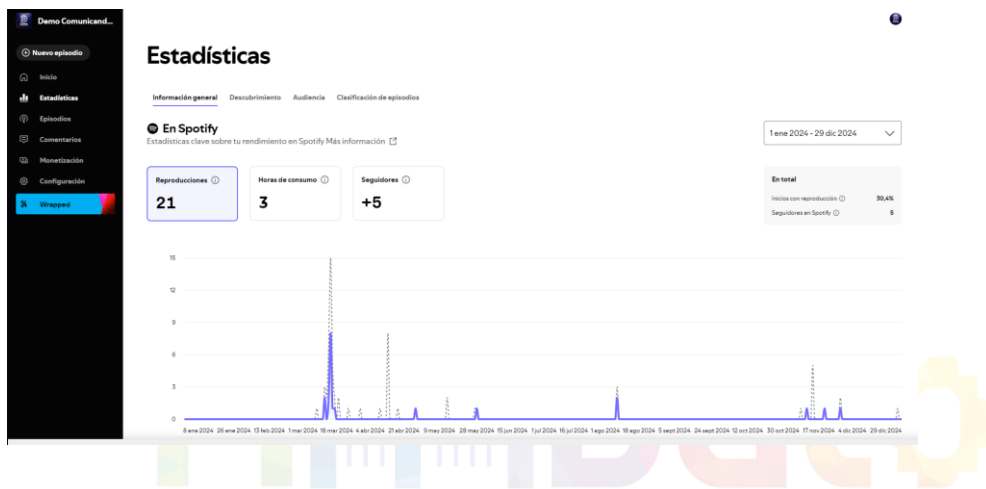 Demo Comunicand...
Nuevo episodio
Inicio
Estadísticas
Episodios
Comentarios
Monetización
Configuración
Wrapped
Estadísticas
Información general Descubrimiento Audiencia Clasificación de episodios
En Spotify
Estadísticas clave sobre tu rendimiento en Spotify Más información
1 ene 2024 - 29 dic 2024
Reproducciones
21
Horas de consumo
3
Seguidores
+5
En total
Inicios con reproducción 30,4%
Seguidores en Spotify 5
15
12
9
6
3
0
8 ene 2024 26 ene 2024 13 feb 2024 1 mar 2024 18 mar 2024 4 abr 2024 21 abr 2024 9 may 2024 28 may 2024 15 jun 2024 1 jul 2024 16 jul 2024 1 ago 2024 18 ago 2024 5 sept 2024 24 sept 2024 12 oct 2024 30 oct 2024 17 nov 2024 4 dic 2024 29 dic 2024